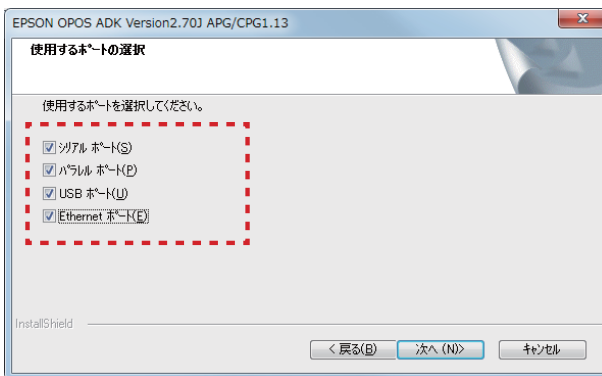 EPSON OPOS ADK Version2.70J APG/CPG1.13
使用するポートの選択
使用するポートを選択してください。
シリアル ポート(S)
パラレル ポート(P)
USB ポート(U)
Ethernet ポート(E)
InstallShield
< 戻る(B)
次へ (N)>
キャンセル